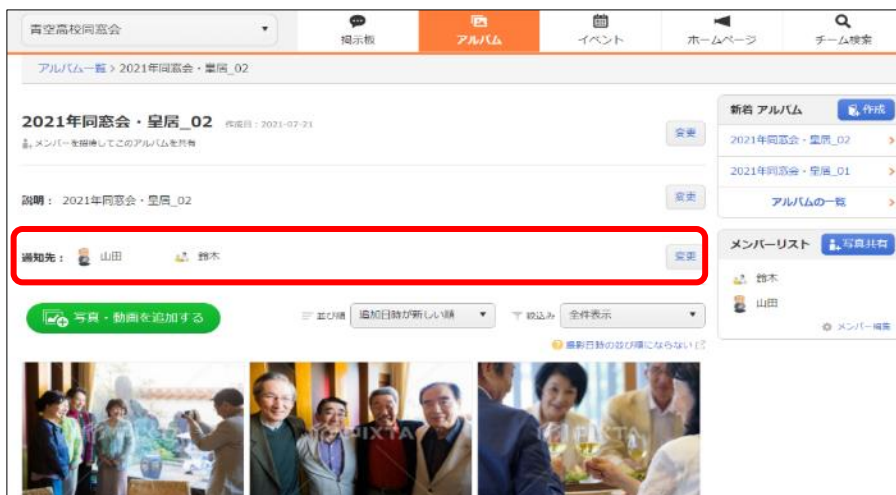 青空高校同窓会
掲示板
アルバム
イベント
ホームページ
チーム検索
アルバム一覧 > 2021年同窓会・皇居_02
2021年同窓会・皇居_02 作成日:2021-07-21
変更
メンバーを招待してこのアルバムを共有
説明: 2021年同窓会・皇居_02
変更
通知先: 山田 鈴木
変更
写真・動画を追加する
並び順 追加日時が新しい順
絞込み 全件表示
撮影日時の並び順にならない
新着 アルバム 作成
2021年同窓会・皇居_02
2021年同窓会・皇居_01
アルバムの一覧
メンバーリスト 写真共有
鈴木
山田
メンバー編集
PIXTA
PIXTA
PIXTA